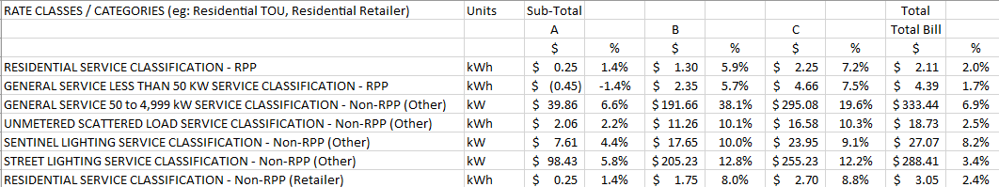 RATE CLASSES / CATEGORIES (eg: Residential TOU, Residential Retailer) Units Sub-Total Total
A B C Total Bill
$ % $ % $ % $ %
RESIDENTIAL SERVICE CLASSIFICATION - RPP kWh $ 0.25 1.4% $ 1.30 5.9% $ 2.25 7.2% $ 2.11 2.0%
GENERAL SERVICE LESS THAN 50 KW SERVICE CLASSIFICATION - RPP kWh $ (0.45) -1.4% $ 2.35 5.7% $ 4.66 7.5% $ 4.39 1.7%
GENERAL SERVICE 50 to 4,999 kW SERVICE CLASSIFICATION - Non-RPP (Other) kW $ 39.86 6.6% $ 191.66 38.1% $ 295.08 19.6% $ 333.44 6.9%
UNMETERED SCATTERED LOAD SERVICE CLASSIFICATION - Non-RPP (Other) kWh $ 2.06 2.2% $ 11.26 10.1% $ 16.58 10.3% $ 18.73 2.5%
SENTINEL LIGHTING SERVICE CLASSIFICATION - Non-RPP (Other) kW $ 7.61 4.4% $ 17.65 10.0% $ 23.95 9.1% $ 27.07 8.2%
STREET LIGHTING SERVICE CLASSIFICATION - Non-RPP (Other) kW $ 98.43 5.8% $ 205.23 12.8% $ 255.23 12.2% $ 288.41 3.4%
RESIDENTIAL SERVICE CLASSIFICATION - Non-RPP (Retailer) kWh $ 0.25 1.4% $ 1.75 8.0% $ 2.70 8.8% $ 3.05 2.4%